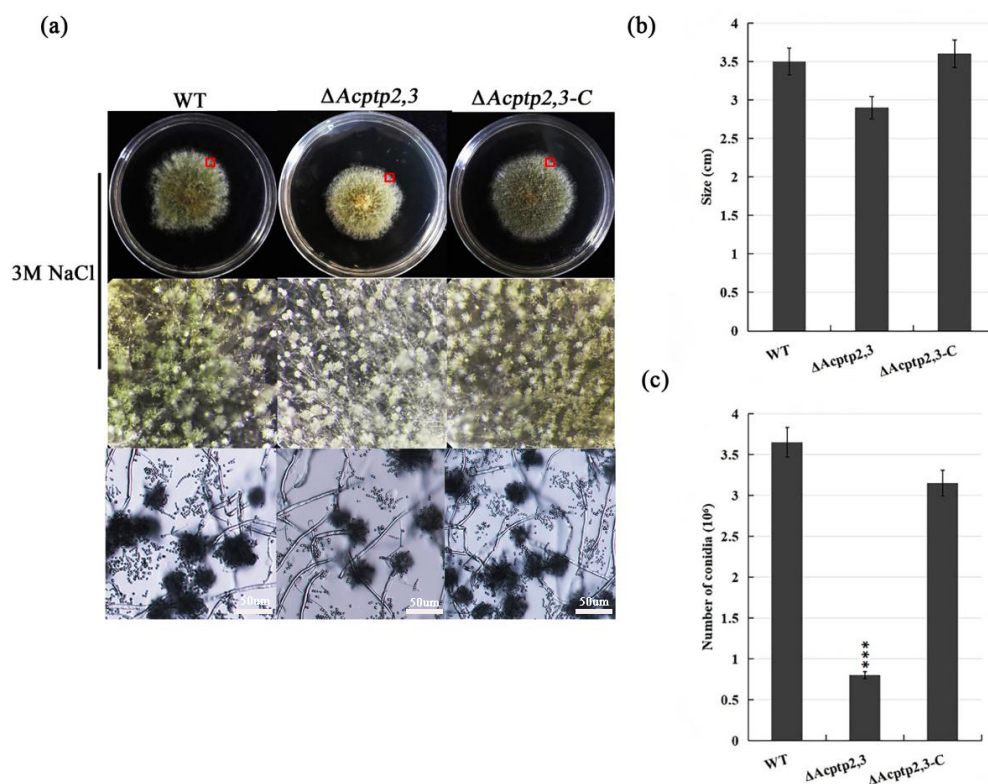 (a)
WT
ΔAcptp2,3
ΔAcptp2,3-C
3M NaCl
50um
50um
50um
(b)
4
3.5
3
2.5
2
1.5
1
0.5
0
Size (cm)
WT
ΔAcptp2,3
ΔAcptp2,3-C
(c)
4
3.5
3
2.5
2
1.5
1
0.5
0
Number of conidia (10⁶)
***
WT
ΔAcptp2,3
ΔAcptp2,3-C